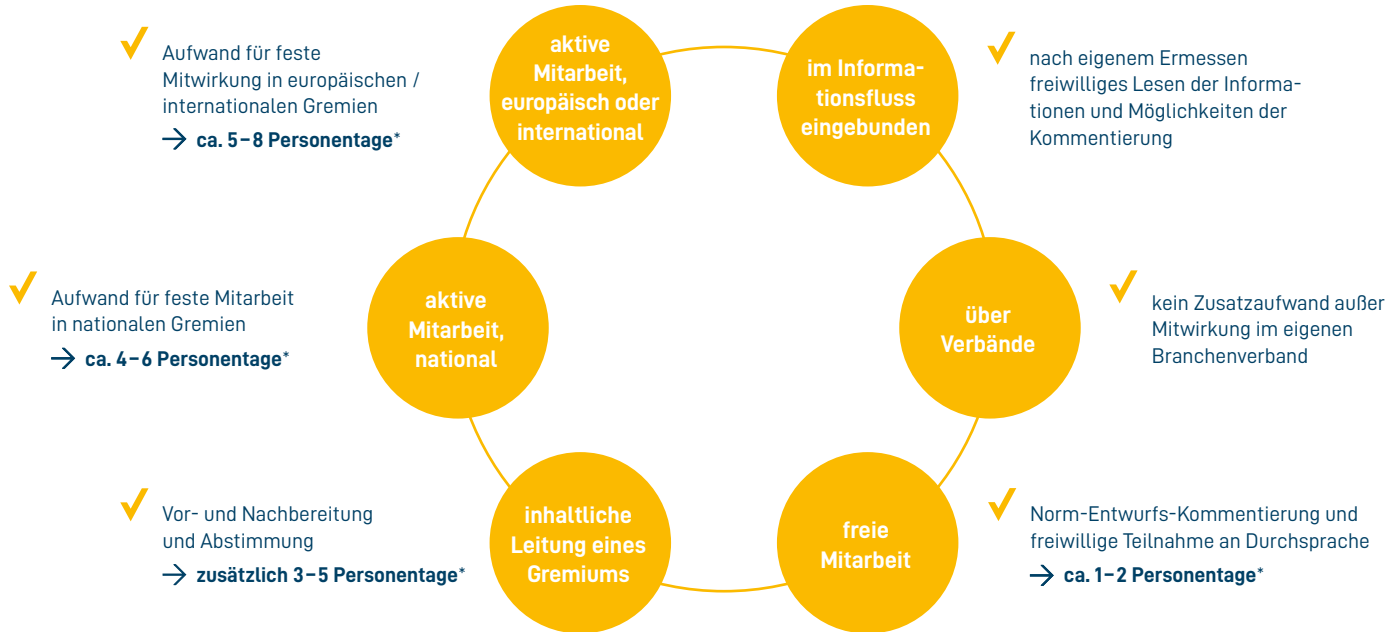 aktive
Mitarbeit,
europäisch oder
international
Aufwand für feste
Mitwirkung in europäischen /
internationalen Gremien
→ ca. 5–8 Personentage*
im Informa-
tionsfluss
eingebunden
nach eigenem Ermessen
freiwilliges Lesen der Informa-
tionen und Möglichkeiten der
Kommentierung
über
Verbände
kein Zusatzaufwand außer
Mitwirkung im eigenen
Branchenverband
freie
Mitarbeit
Norm-Entwurfs-Kommentierung und
freiwillige Teilnahme an Durchsprache
→ ca. 1–2 Personentage*
inhaltliche
Leitung eines
Gremiums
Vor- und Nachbereitung
und Abstimmung
→ zusätzlich 3–5 Personentage*
aktive
Mitarbeit,
national
Aufwand für feste Mitarbeit
in nationalen Gremien
→ ca. 4–6 Personentage*